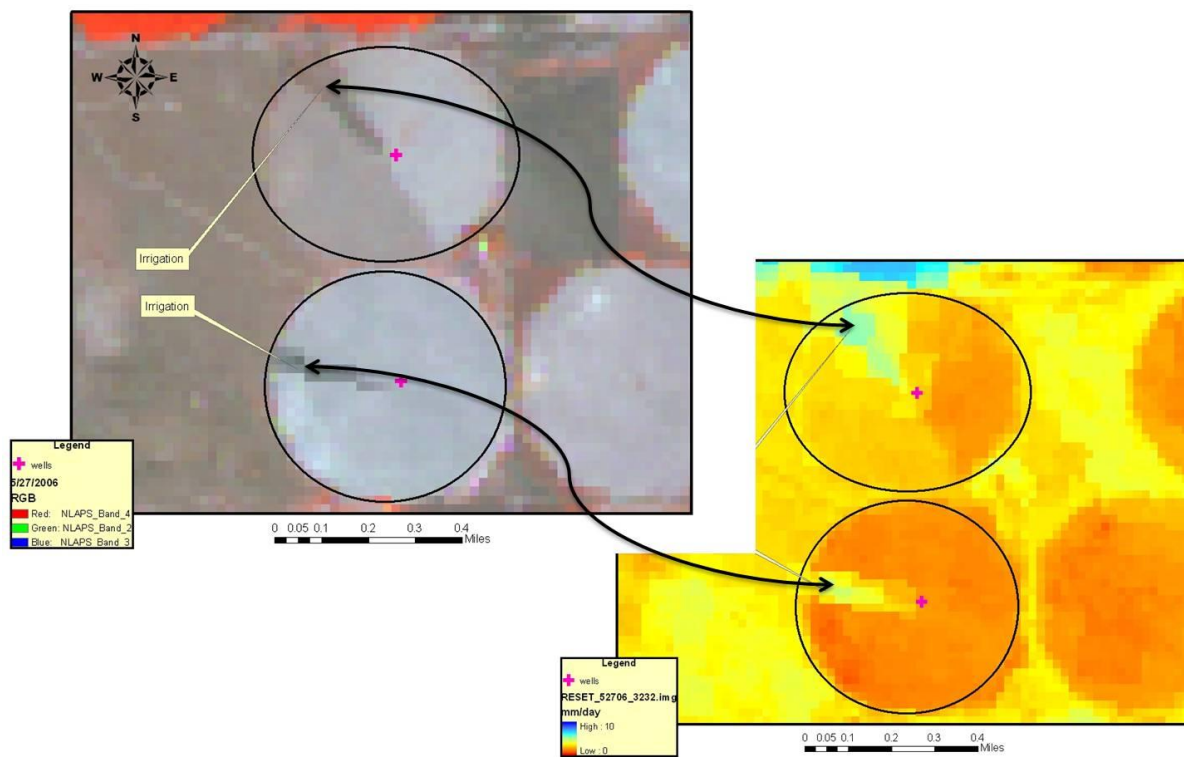 N
W E
S
Irrigation
Irrigation
Legend
wells
5/27/2006
RGB
Red: NLAPS_Band_4
Green: NLAPS_Band_2
Blue: NLAPS_Band_3
0 0.05 0.1 0.2 0.3 0.4
Miles
Legend
wells
RESET_52706_3232.img
mm/day
High : 10
Low : 0
0 0.05 0.1 0.2 0.3 0.4
Miles